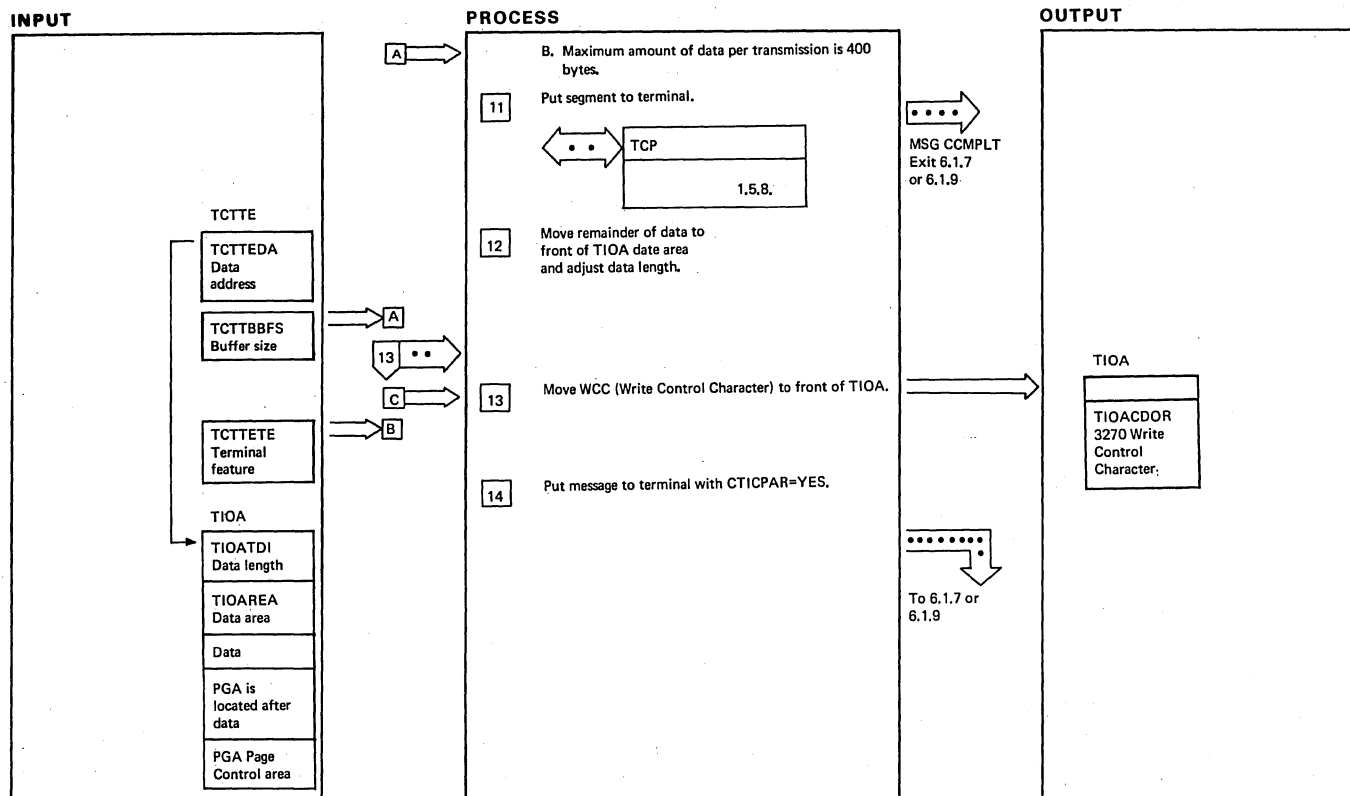 INPUT
PROCESS
OUTPUT
A
B. Maximum amount of data per transmission is 400
bytes.
11
Put segment to terminal.
TCP
1.5.8.
MSG CCMPLT
Exit 6.1.7
or 6.1.9
TCTTE
TCTTEDA
Data
address
12
Move remainder of data to
front of TIOA date area
and adjust data length.
TCTTBBFS
Buffer size
A
13
C
13
Move WCC (Write Control Character) to front of TIOA.
TIOA
TIOACDOR
3270 Write
Control
Character.
TCTTETE
Terminal
feature
B
14
Put message to terminal with CTICPAR=YES.
TIOA
TIOATDI
Data length
TIOAREA
Data area
Data
PGA is
located after
data
PGA Page
Control area
To 6.1.7 or
6.1.9